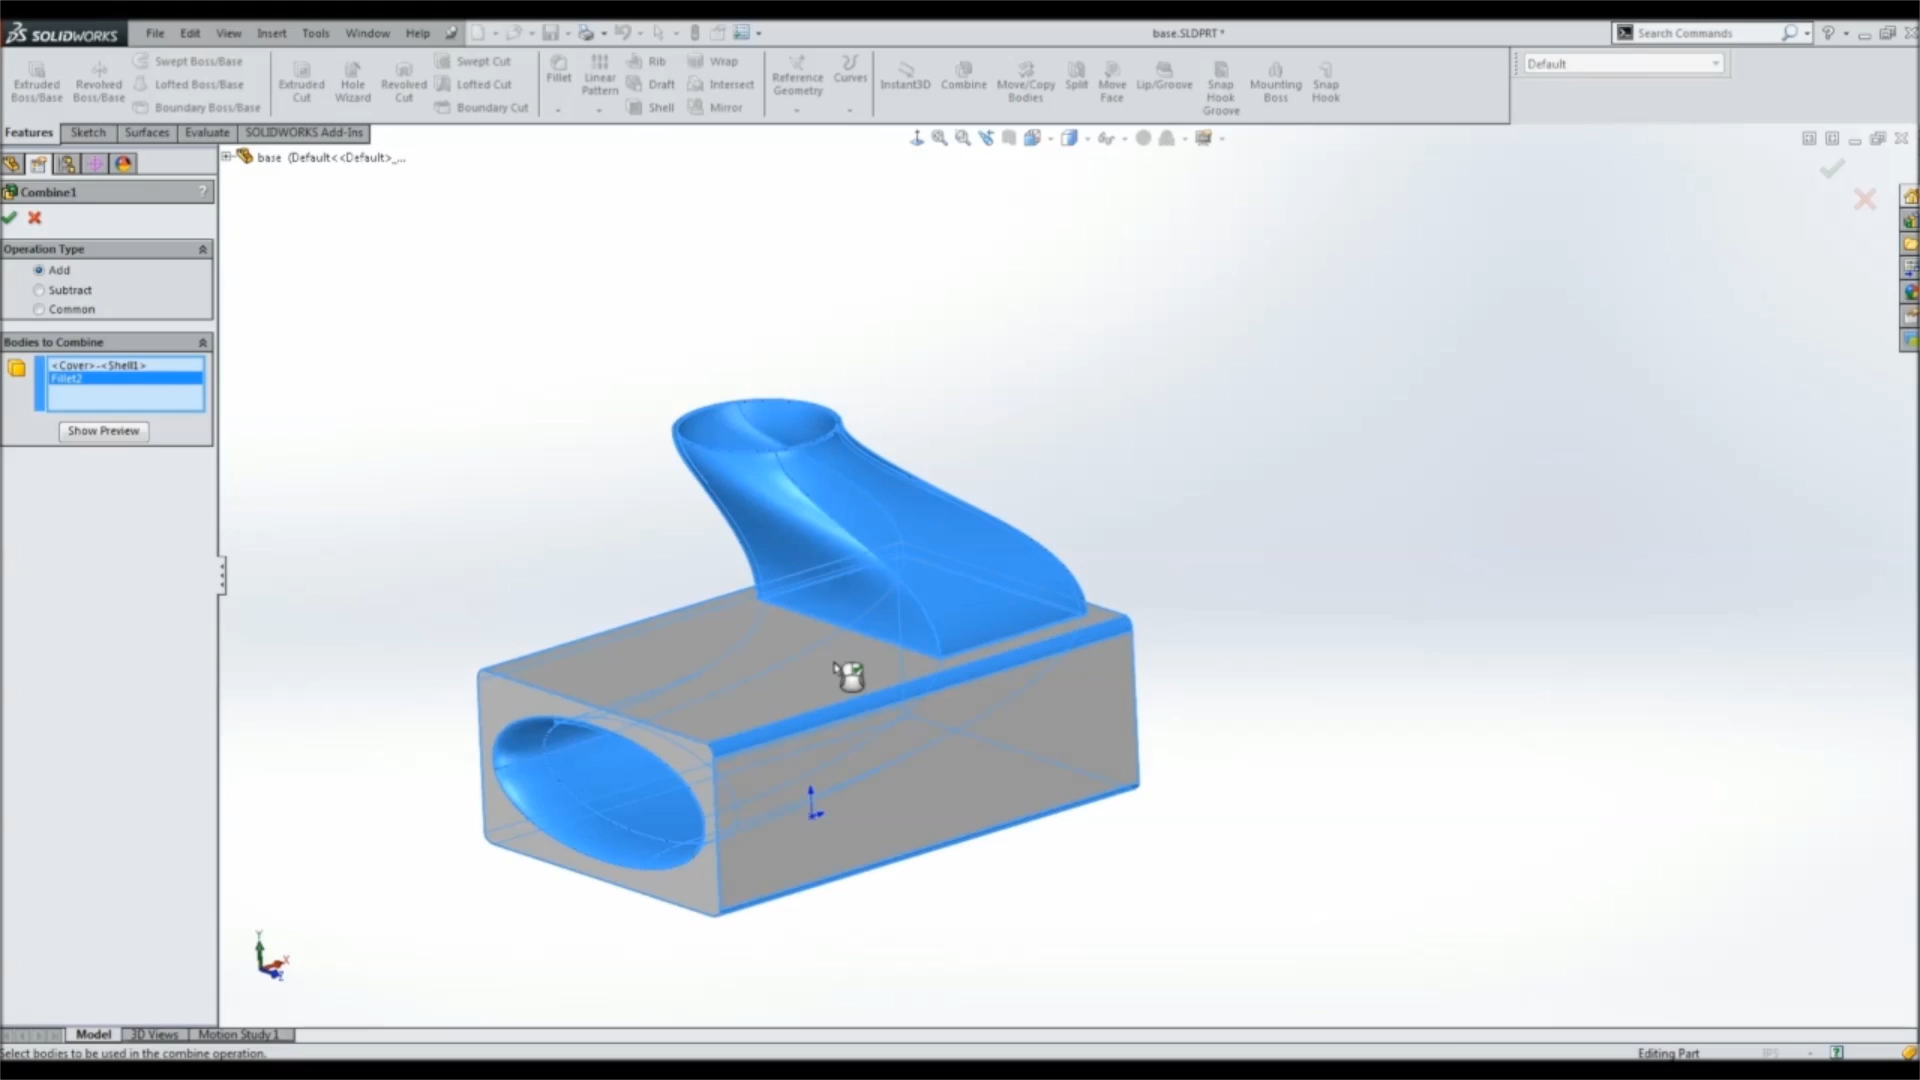 SOLIDWORKS File Edit View Insert Tools Window Help base.SLDPRT * Search Commands
Extruded Boss/Base
Revolved Boss/Base
Swept Boss/Base
Lofted Boss/Base
Boundary Boss/Base
Extruded Cut
Hole Wizard
Revolved Cut
Swept Cut
Lofted Cut
Boundary Cut
Fillet
Linear Pattern
Rib
Draft
Shell
Wrap
Intersect
Mirror
Reference Geometry
Curves
Instant3D
Combine
Move/Copy Bodies
Split
Move Face
Lip/Groove
Snap Hook Groove
Mounting Boss
Snap Hook
Default
Features Sketch Surfaces Evaluate SOLIDWORKS Add-Ins
base (Default<<Default>_...
Combine1 ?
Operation Type
Add
Subtract
Common
Bodies to Combine
<Cover>-<Shell1>
Fillet2
Show Preview
Y
X
Z
Model 3D Views Motion Study 1
Select bodies to be used in the combine operation. Editing Part IPS